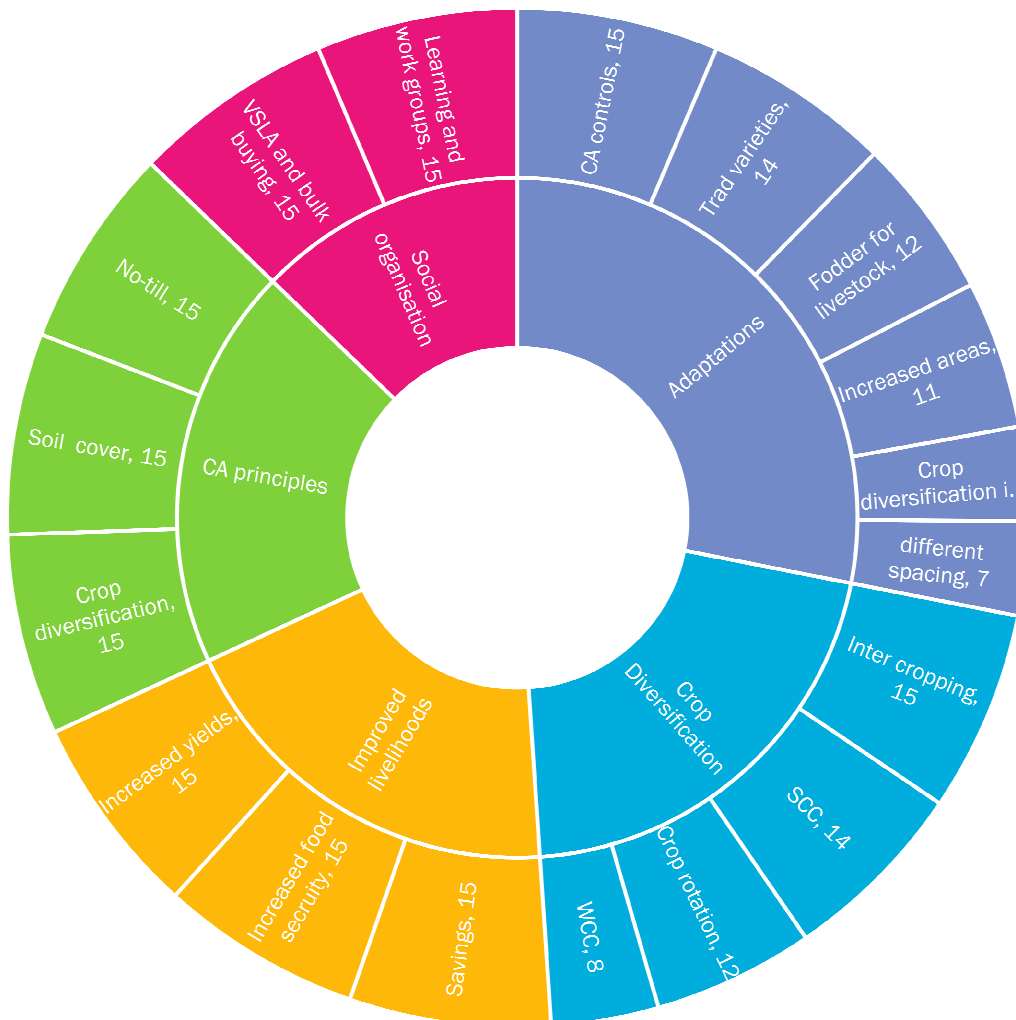 Learning and
work groups, 15
VSLA and bulk
buying, 15
Social
organisation
CA controls, 15
Trad varieties,
14
Fodder for
livestock, 12
Increased areas,
11
Crop
diversification i.
different
spacing, 7
Adaptations
Inter cropping,
15
SCC, 14
Crop rotation, 12
WCC, 8
Crop
Diversification
Savings, 15
Increased food
secruity, 15
Increased yields,
15
Improved
livelihoods
Crop
diversification,
15
Soil  cover, 15
No-till, 15
CA principles